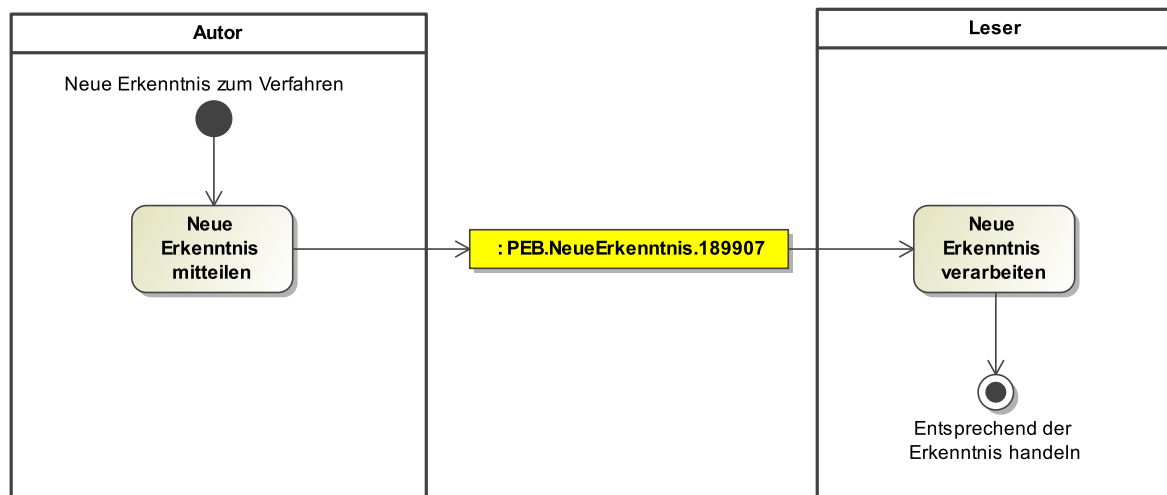 Autor
Leser
Neue Erkenntnis zum Verfahren
Neue
Erkenntnis
mitteilen
: PEB.NeueErkenntnis.189907
Neue
Erkenntnis
verarbeiten
Entsprechend der
Erkenntnis handeln